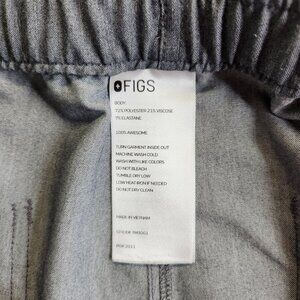 FIGS
BODY
72% POLYESTER 21% VISCOSE
7% ELASTANE
100% AWESOME
TURN GARMENT INSIDE OUT
MACHINE WASH COLD
WASH WITH LIKE COLORS
DO NOT BLEACH
TUMBLE DRY LOW
LOW HEAT IRON IF NEEDED
DO NOT DRY CLEAN
MADE IN VIETNAM